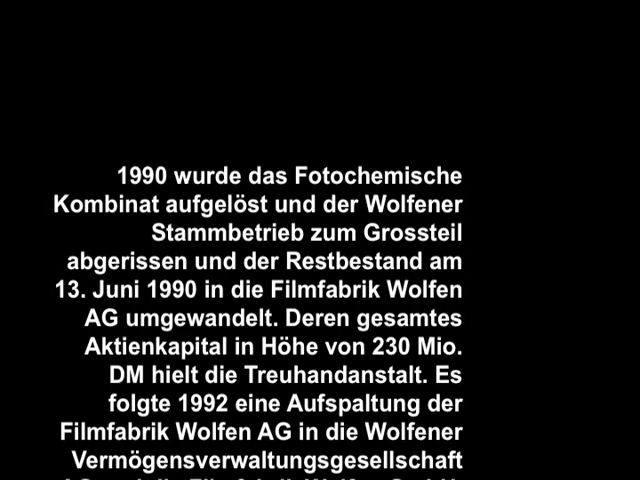 1990 wurde das Fotochemische
Kombinat aufgelöst und der Wolfener
Stammbetrieb zum Grossteil
abgerissen und der Restbestand am
13. Juni 1990 in die Filmfabrik Wolfen
AG umgewandelt. Deren gesamtes
Aktienkapital in Höhe von 230 Mio.
DM hielt die Treuhandanstalt. Es
folgte 1992 eine Aufspaltung der
Filmfabrik Wolfen AG in die Wolfener
Vermögensverwaltungsgesellschaft